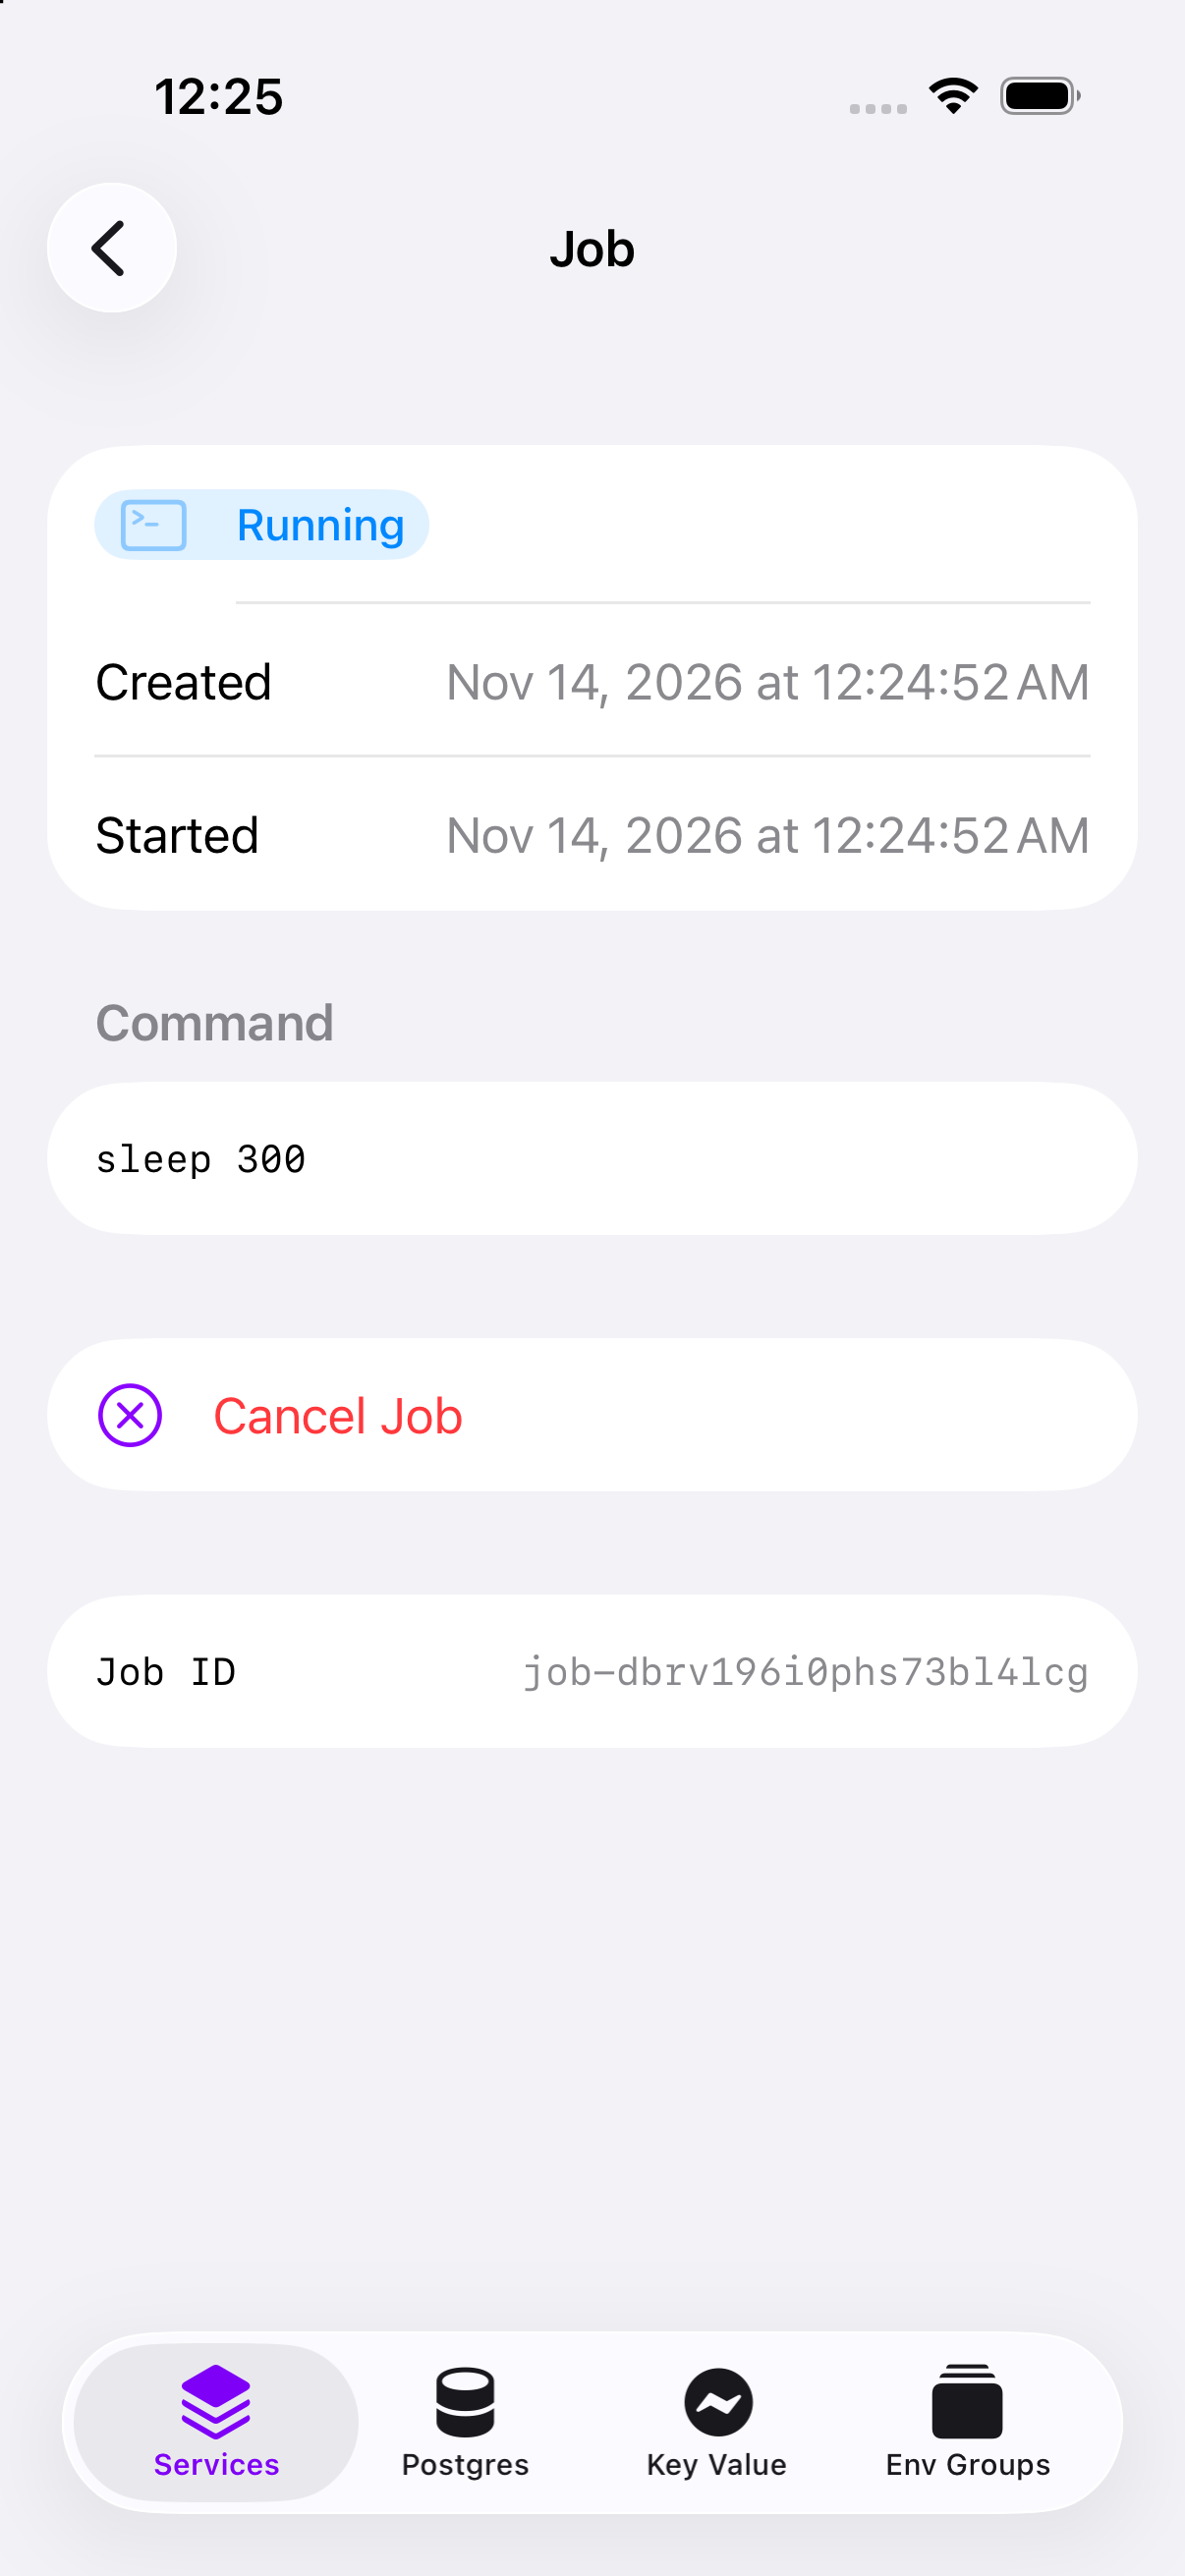 12:25
Job
Running
Created Nov 14, 2026 at 12:24:52 AM
Started Nov 14, 2026 at 12:24:52 AM
Command
sleep 300
Cancel Job
Job ID job-dbrv196i0phs73bl4lcg
Services Postgres Key Value Env Groups